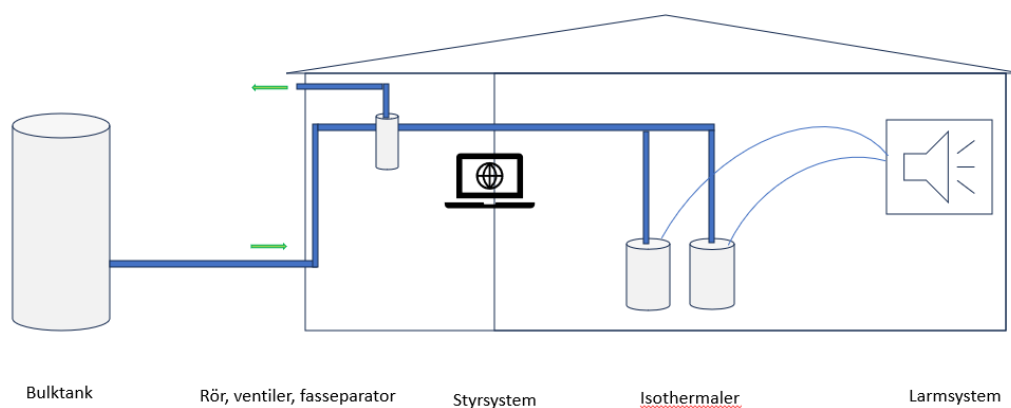 Bulktank
Rör, ventiler, fasseparator
Styrsystem
Isothermaler
Larmsystem